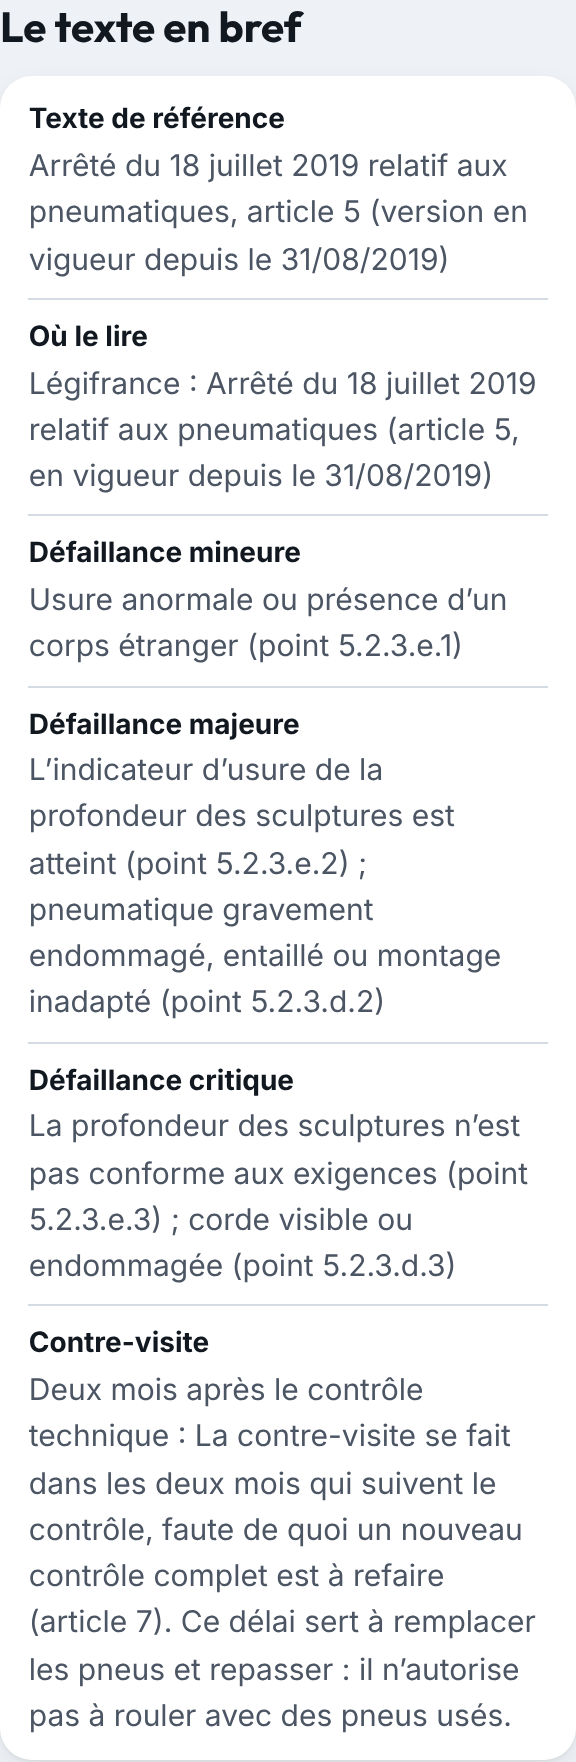 Le texte en bref
Texte de référence
Arrêté du 18 juillet 2019 relatif aux
pneumatiques, article 5 (version en
vigueur depuis le 31/08/2019)
Où le lire
Légifrance : Arrêté du 18 juillet 2019
relatif aux pneumatiques (article 5,
en vigueur depuis le 31/08/2019)
Défaillance mineure
Usure anormale ou présence d’un
corps étranger (point 5.2.3.e.1)
Défaillance majeure
L’indicateur d’usure de la
profondeur des sculptures est
atteint (point 5.2.3.e.2) ;
pneumatique gravement
endommagé, entaillé ou montage
inadapté (point 5.2.3.d.2)
Défaillance critique
La profondeur des sculptures n’est
pas conforme aux exigences (point
5.2.3.e.3) ; corde visible ou
endommagée (point 5.2.3.d.3)
Contre-visite
Deux mois après le contrôle
technique : La contre-visite se fait
dans les deux mois qui suivent le
contrôle, faute de quoi un nouveau
contrôle complet est à refaire
(article 7). Ce délai sert à remplacer
les pneus et repasser : il n’autorise
pas à rouler avec des pneus usés.